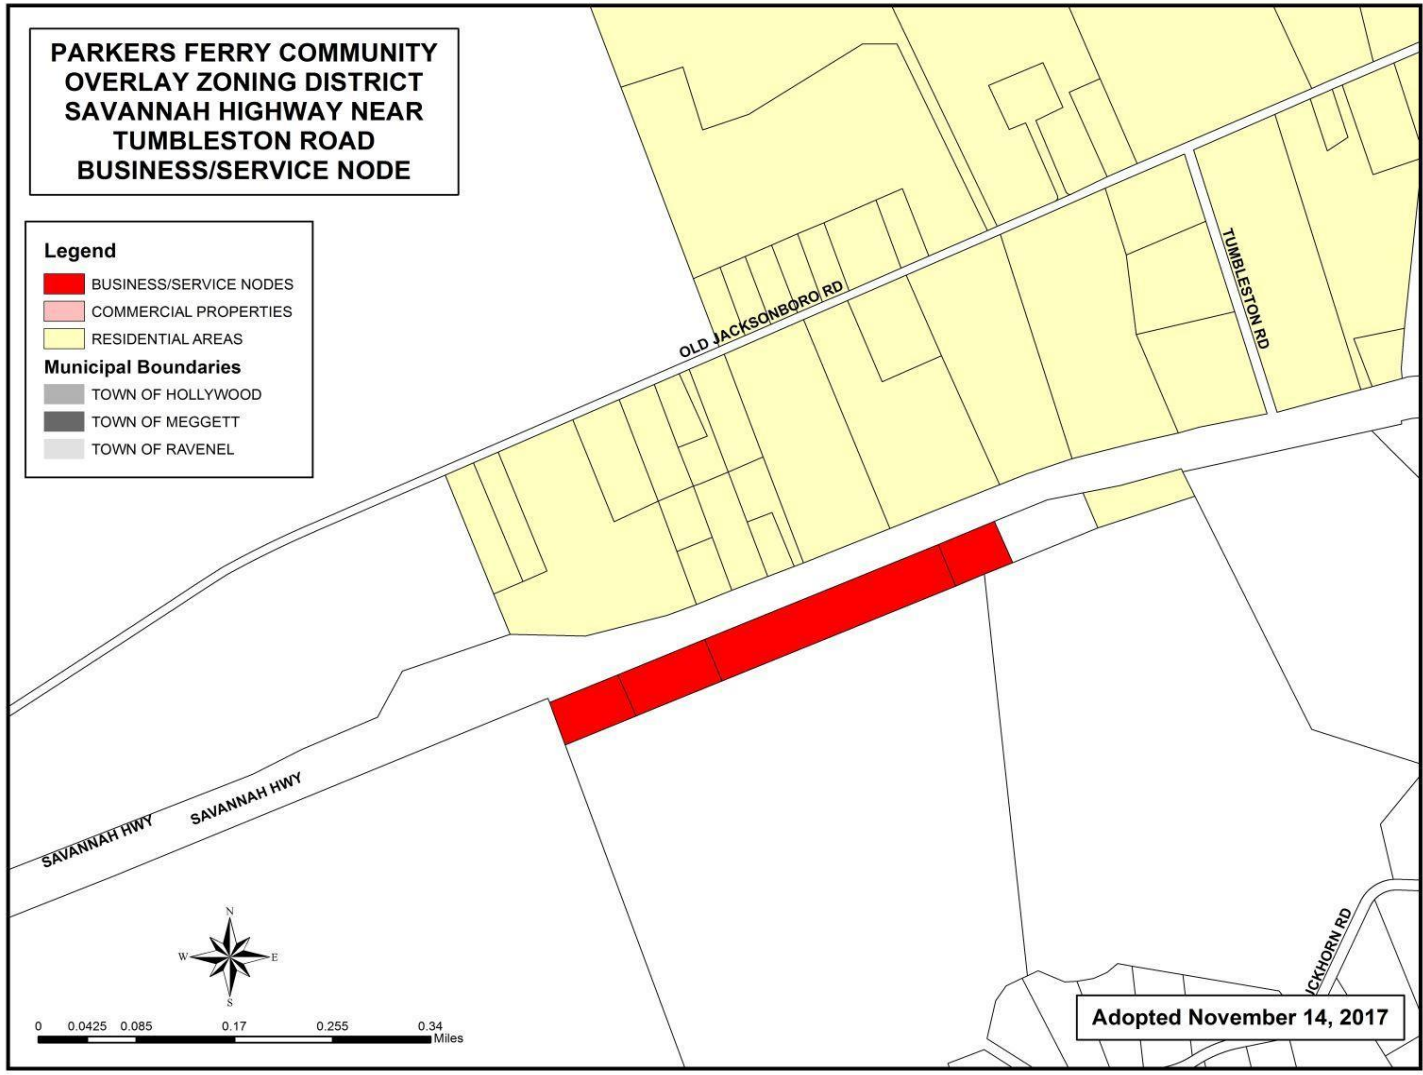 PARKERS FERRY COMMUNITY
OVERLAY ZONING DISTRICT
SAVANNAH HIGHWAY NEAR
TUMBLESTON ROAD
BUSINESS/SERVICE NODE
Legend
BUSINESS/SERVICE NODES
COMMERCIAL PROPERTIES
RESIDENTIAL AREAS
Municipal Boundaries
TOWN OF HOLLYWOOD
TOWN OF MEGGETT
TOWN OF RAVENEL
OLD JACKSONBORO RD
TUMBLESTON RD
SAVANNAH HWY
SAVANNAH HWY
UCKHORN RD
N
W E
S
0 0.0425 0.085 0.17 0.255 0.34
Miles
Adopted November 14, 2017